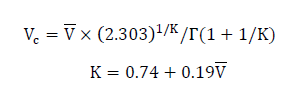 V_c = V̅ × (2.303)^{1/K}/Γ(1 + 1/K)
K = 0.74 + 0.19V̅